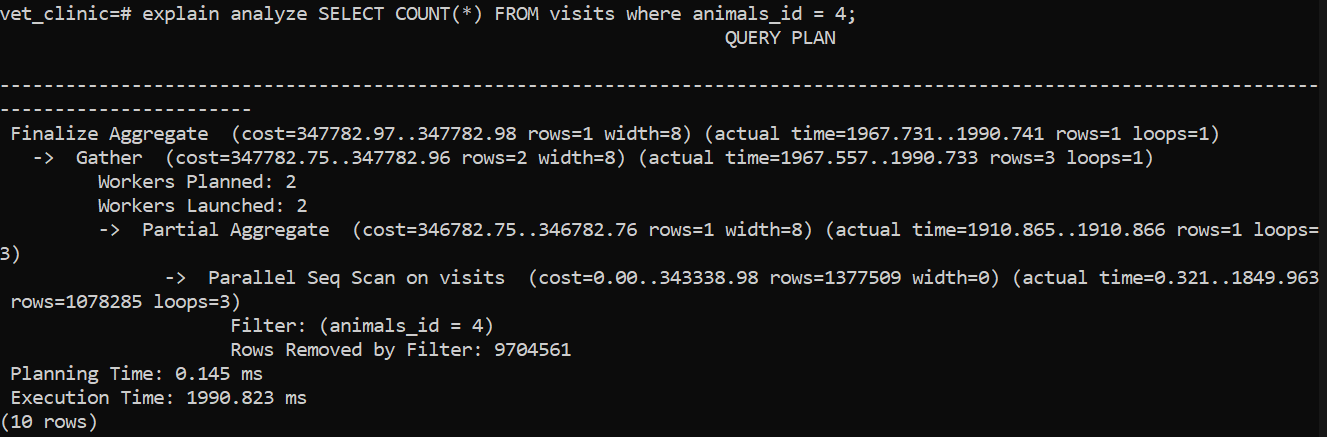 vet_clinic=# explain analyze SELECT COUNT(*) FROM visits where animals_id = 4;
QUERY PLAN
------------------------------------------------------------------------------------------------------------------------
-----------------------
Finalize Aggregate  (cost=347782.97..347782.98 rows=1 width=8) (actual time=1967.731..1990.741 rows=1 loops=1)
->  Gather  (cost=347782.75..347782.96 rows=2 width=8) (actual time=1967.557..1990.733 rows=3 loops=1)
Workers Planned: 2
Workers Launched: 2
->  Partial Aggregate  (cost=346782.75..346782.76 rows=1 width=8) (actual time=1910.865..1910.866 rows=1 loops=
3)
->  Parallel Seq Scan on visits  (cost=0.00..343338.98 rows=1377509 width=0) (actual time=0.321..1849.963
rows=1078285 loops=3)
Filter: (animals_id = 4)
Rows Removed by Filter: 9704561
Planning Time: 0.145 ms
Execution Time: 1990.823 ms
(10 rows)